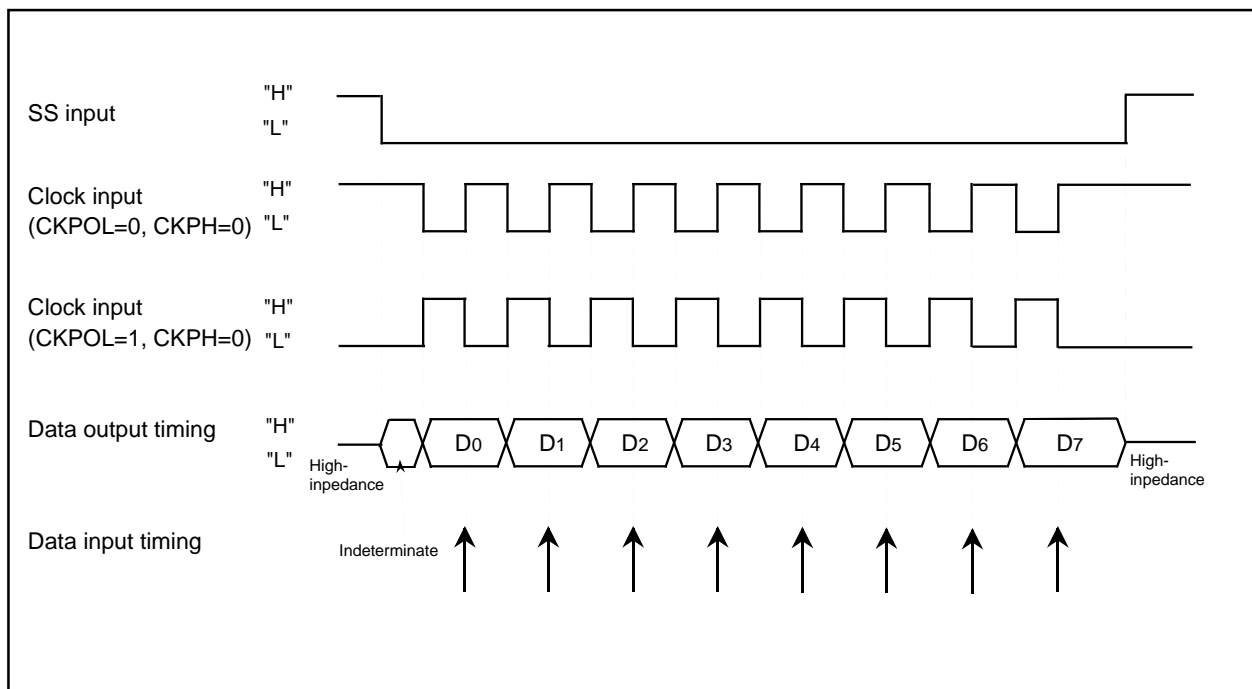 SS input
"H"
"L"
Clock input
(CKPOL=0, CKPH=0)
"H"
"L"
Clock input
(CKPOL=1, CKPH=0)
"H"
"L"
Data output timing
"H"
"L"
High-
inpedance
D0
D1
D2
D3
D4
D5
D6
D7
High-
inpedance
Data input timing
Indeterminate